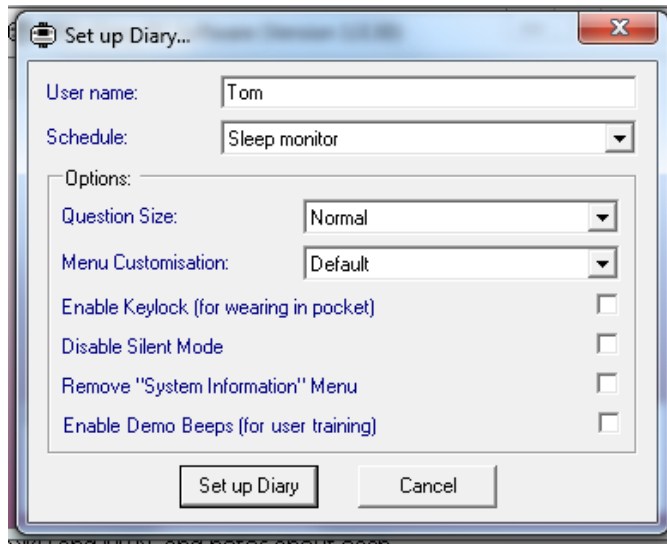 Set up Diary...
User name: Tom
Schedule: Sleep monitor
Options:
Question Size: Normal
Menu Customisation: Default
Enable Keylock (for wearing in pocket)
Disable Silent Mode
Remove "System Information" Menu
Enable Demo Beeps (for user training)
Set up Diary Cancel